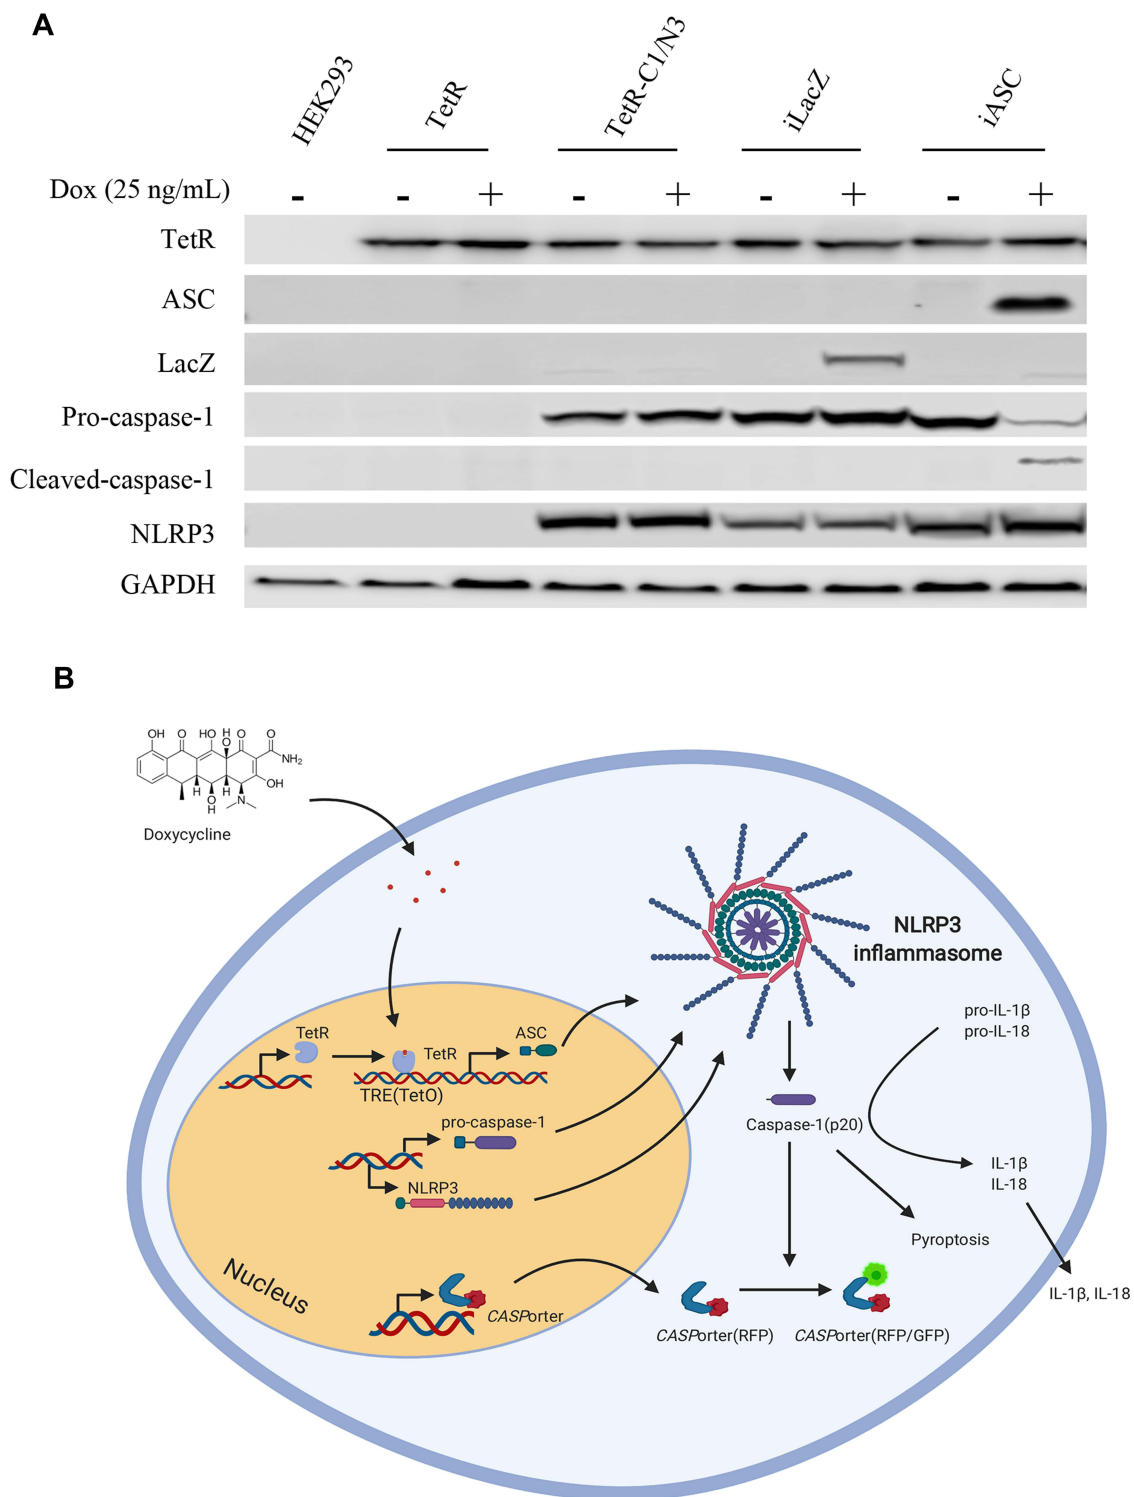 A
HEK293
TetR
TetR-C1/N3
iLacZ
iASC
Dox (25 ng/mL)
- - + - + - + - +
TetR
ASC
LacZ
Pro-caspase-1
Cleaved-caspase-1
NLRP3
GAPDH
B
OH O HO H O O
OH
NH2
OH
H OH H N
Doxycycline
NLRP3
inflammasome
pro-IL-1β
pro-IL-18
TetR
TetR
ASC
TRE(TetO)
pro-caspase-1
NLRP3
Caspase-1(p20)
IL-1β
IL-18
Pyroptosis
Nucleus
CASPorter
CASPorter(RFP)
CASPorter(RFP/GFP)
IL-1β, IL-18